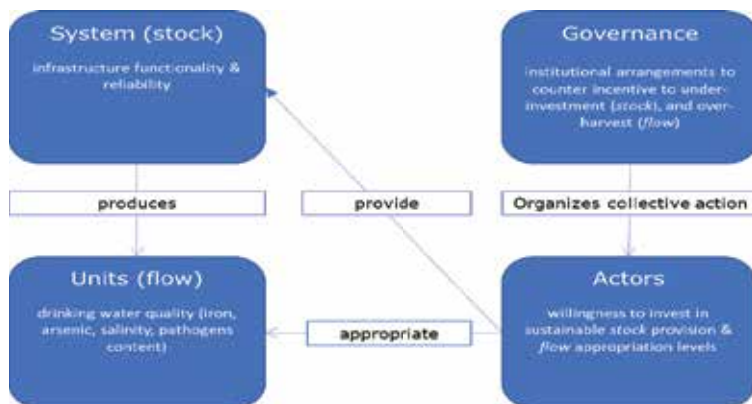 System (stock)
infrastructure functionality &
reliability
Governance
institutional arrangements to
counter incentive to under-
investment (stock), and over-
harvest (flow)
produces
provide
Organizes collective action
Units (flow)
drinking water quality (iron,
arsenic, salinity, pathogens
content)
appropriate
Actors
willingness to invest in
sustainable stock provision &
flow appropriation levels